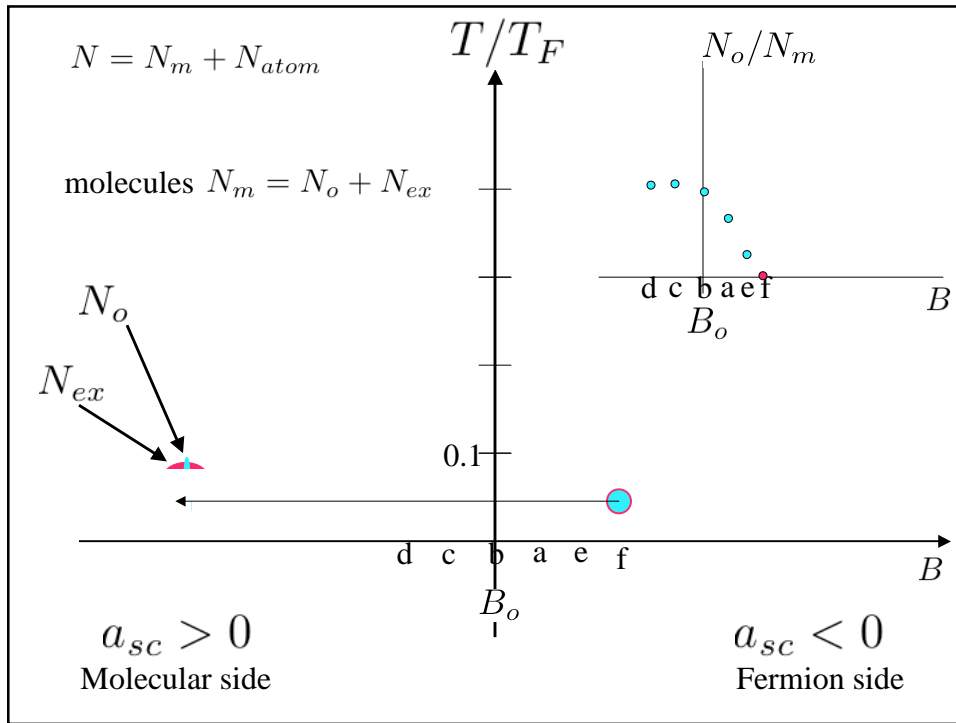 N = N_m + N_atom
T/T_F
N_o/N_m
molecules N_m = N_o + N_ex
d c b a e f
B
B_o
N_o
N_ex
0.1
d c b a e f
B
B_o
a_sc > 0
a_sc < 0
Molecular side
Fermion side